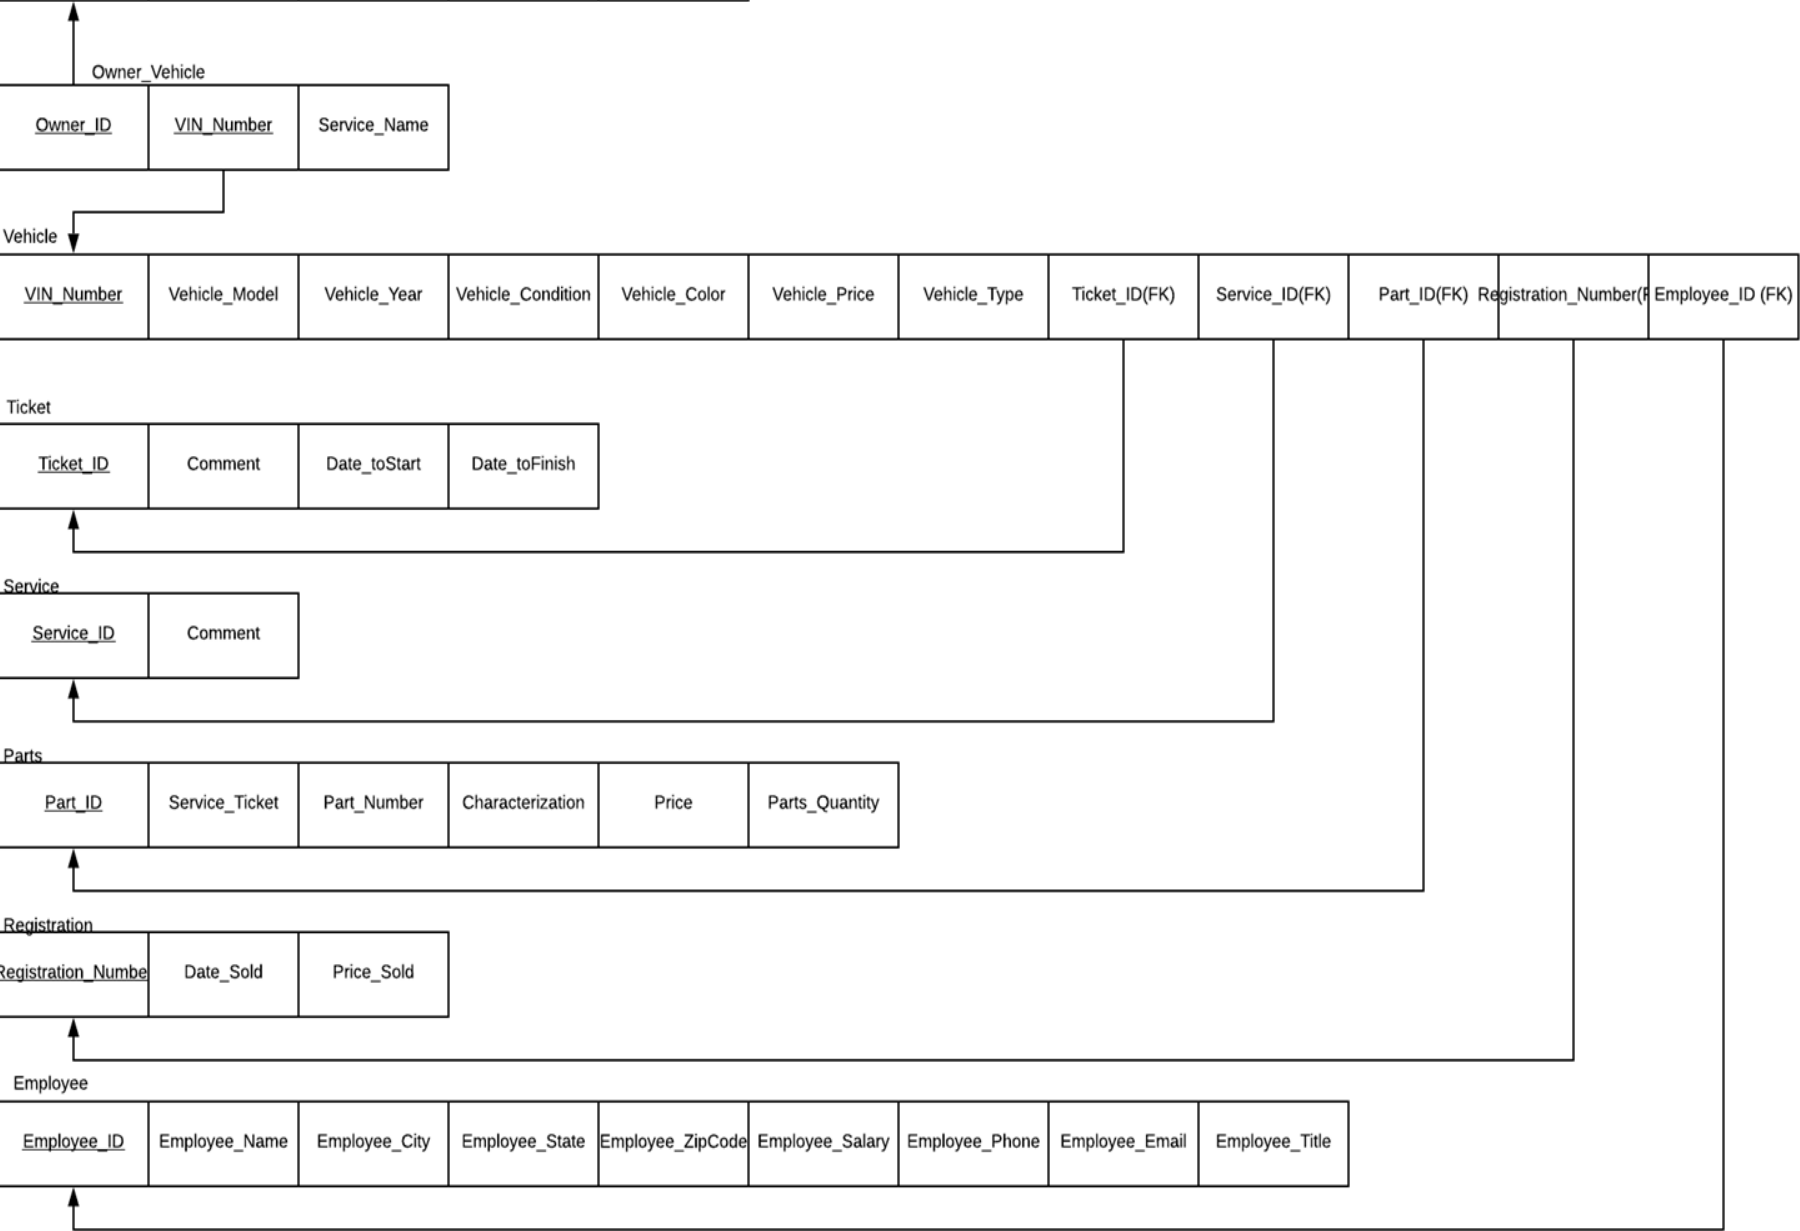 Owner_Vehicle
Owner_ID VIN_Number Service_Name
Vehicle
VIN_Number Vehicle_Model Vehicle_Year Vehicle_Condition Vehicle_Color Vehicle_Price Vehicle_Type Ticket_ID(FK) Service_ID(FK) Part_ID(FK) Registration_Number(F Employee_ID (FK)
Ticket
Ticket_ID Comment Date_toStart Date_toFinish
Service
Service_ID Comment
Parts
Part_ID Service_Ticket Part_Number Characterization Price Parts_Quantity
Registration
Registration_Numbe Date_Sold Price_Sold
Employee
Employee_ID Employee_Name Employee_City Employee_State Employee_ZipCode Employee_Salary Employee_Phone Employee_Email Employee_Title